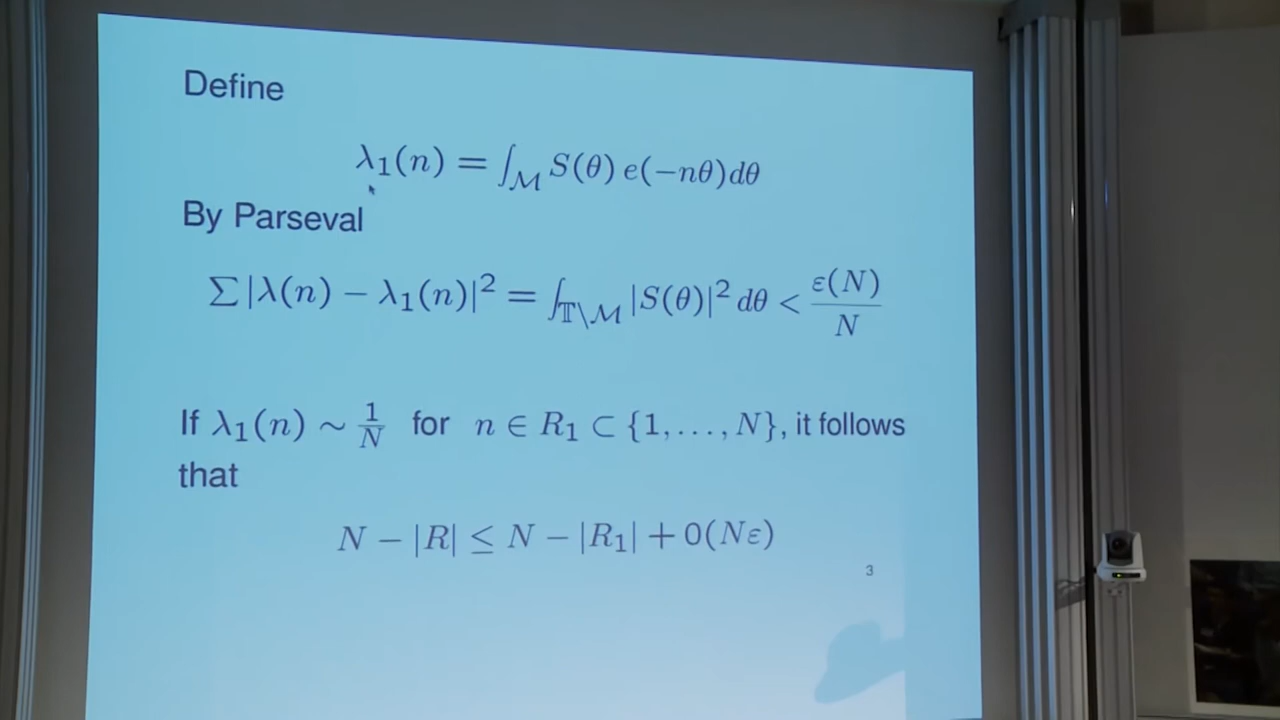 Define
λ₁(n) = ∫_M S(θ) e(−nθ)dθ
By Parseval
∑|λ(n) − λ₁(n)|² = ∫_{𝕋\M} |S(θ)|² dθ < ε(N)/N
If λ₁(n) ∼ 1/N for n ∈ R₁ ⊂ {1, . . . , N}, it follows
that
N − |R| ≤ N − |R₁| + 0(Nε)
3